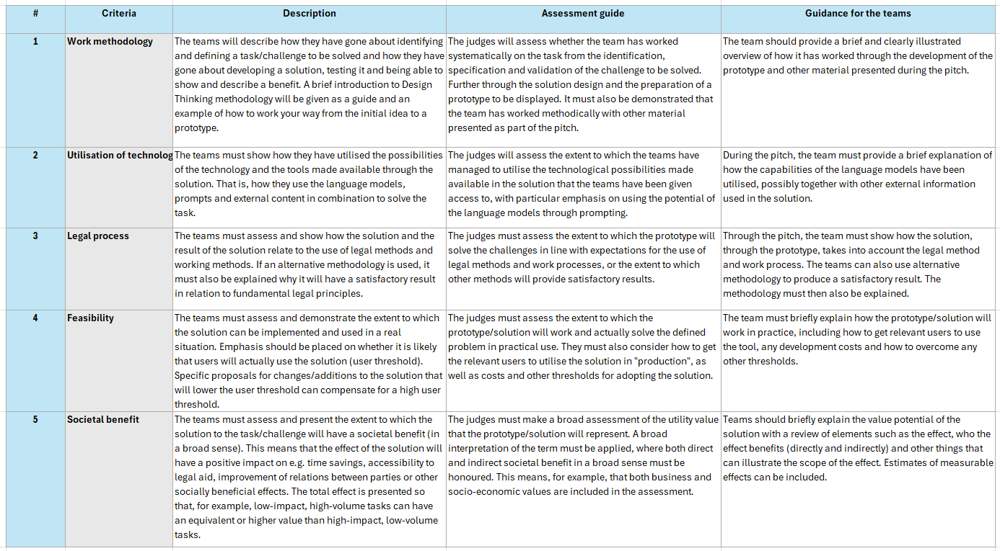 # Criteria Description Assessment guide Guidance for the teams
1
Work methodology
The teams will describe how they have gone about identifying
and defining a task/challenge to be solved and how they have
gone about developing a solution, testing it and being able to
show and describe a benefit. A brief introduction to Design
Thinking methodology will be given as a guide and an
example of how to work your way from the initial idea to a
prototype.
The judges will assess whether the team has worked
systematically on the task from the identification,
specification and validation of the challenge to be solved.
Further through the solution design and the preparation of a
prototype to be displayed. It must also be demonstrated that
the team has worked methodically with other material
presented as part of the pitch.
The team should provide a brief and clearly illustrated
overview of how it has worked through the development of the
prototype and other material presented during the pitch.
2
Utilisation of technolog
The teams must show how they have utilised the possibilities
of the technology and the tools made available through the
solution. That is, how they use the language models,
prompts and external content in combination to solve the
task.
The judges will assess the extent to which the teams have
managed to utilise the technological possibilities made
available in the solution that the teams have been given
access to, with particular emphasis on using the potential of
the language models through prompting.
During the pitch, the team must provide a brief explanation of
how the capabilities of the language models have been
utilised, possibly together with other external information
used in the solution.
3
Legal process
The teams must assess and show how the solution and the
result of the solution relate to the use of legal methods and
working methods. If an alternative methodology is used, it
must also be explained why it will have a satisfactory result
in relation to fundamental legal principles.
The judges must assess the extent to which the prototype will
solve the challenges in line with expectations for the use of
legal methods and work processes, or the extent to which
other methods will provide satisfactory results.
Through the pitch, the team must show how the solution,
through the prototype, takes into account the legal method
and work process. The teams can also use alternative
methodology to produce a satisfactory result. The
methodology must then also be explained.
4
Feasibility
The teams must assess and demonstrate the extent to which
the solution can be implemented and used in a real
situation. Emphasis should be placed on whether it is likely
that users will actually use the solution (user threshold).
Specific proposals for changes/additions to the solution that
will lower the user threshold can compensate for a high user
threshold.
The judges must assess the extent to which the
prototype/solution will work and actually solve the defined
problem in practical use. They must also consider how to get
the relevant users to utilise the solution in "production", as
well as costs and other thresholds for adopting the solution.
The team must briefly explain how the prototype/solution will
work in practice, including how to get relevant users to use
the tool, any development costs and how to overcome any
other thresholds.
5
Societal benefit
The teams must assess and present the extent to which the
solution to the task/challenge will have a societal benefit (in
a broad sense). This means that the effect of the solution will
have a positive impact on e.g. time savings, accessibility to
legal aid, improvement of relations between parties or other
socially beneficial effects. The total effect is presented so
that, for example, low-impact, high-volume tasks can have
an equivalent or higher value than high-impact, low-volume
tasks.
The judges must make a broad assessment of the utility value
that the prototype/solution will represent. A broad
interpretation of the term must be applied, where both direct
and indirect societal benefit in a broad sense must be
honoured. This means, for example, that both business and
socio-economic values are included in the assessment.
Teams should briefly explain the value potential of the
solution with a review of elements such as the effect, who the
effect benefits (directly and indirectly) and other things that
can illustrate the scope of the effect. Estimates of measurable
effects can be included.